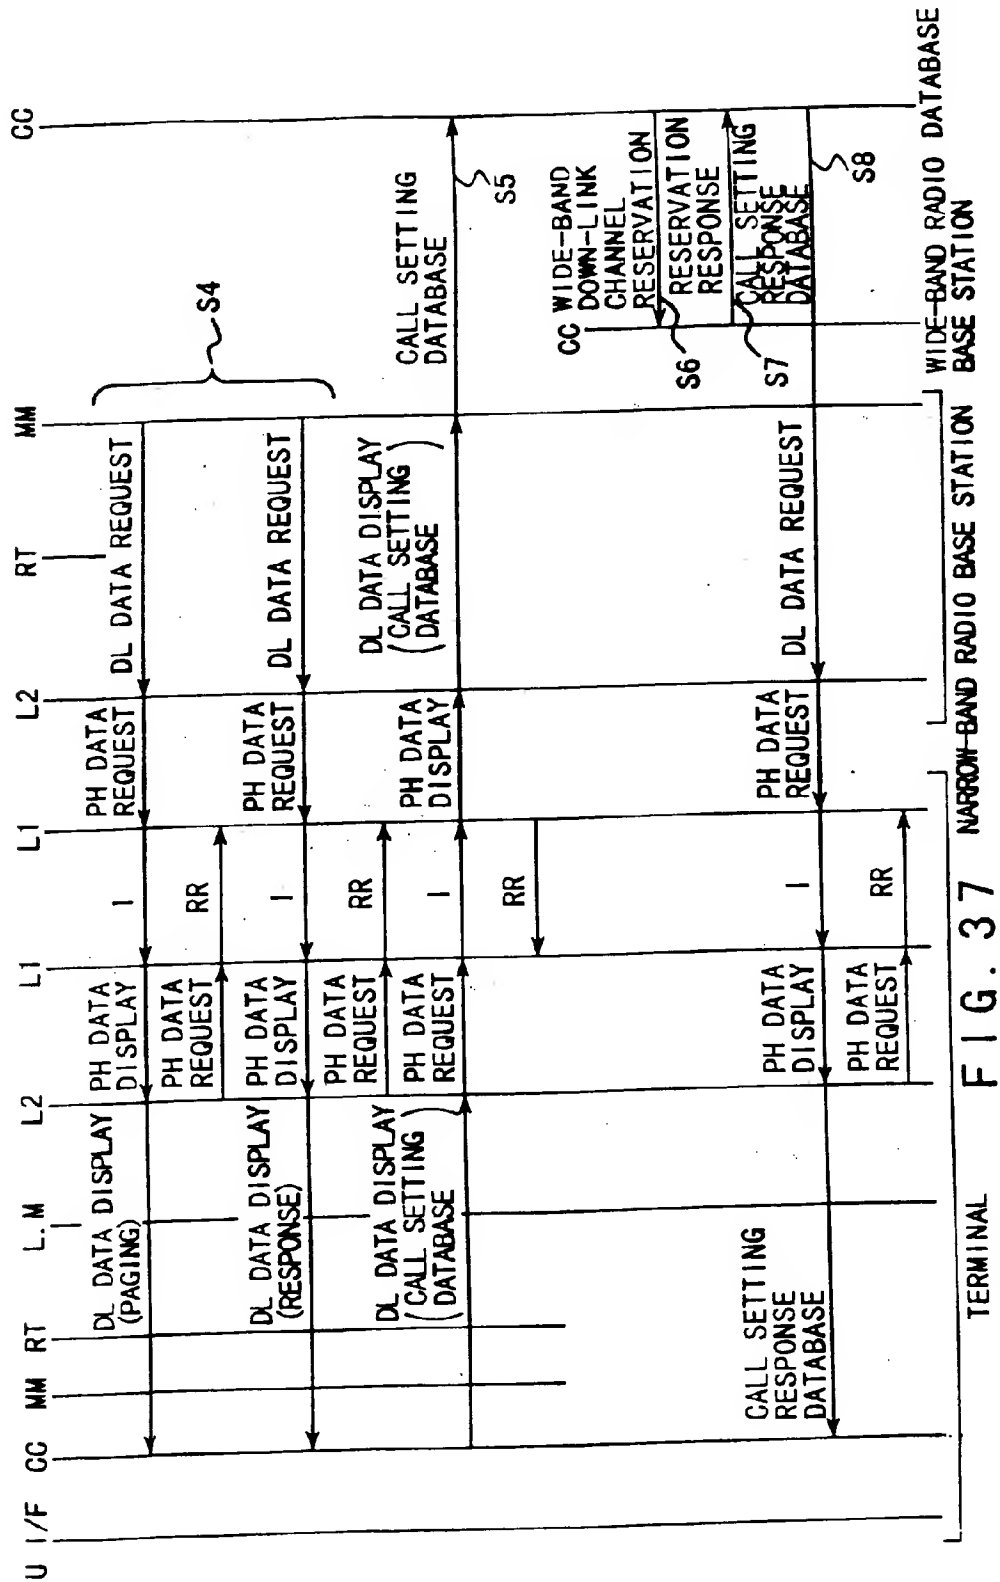 U I/F CC MM RT L.M L2 L1 L1 L2 RT MM CC
DL DATA DISPLAY
(PAGING)
PH DATA
DISPLAY
I
PH DATA
REQUEST
DL DATA REQUEST
S4
PH DATA
REQUEST
RR
DL DATA DISPLAY
(RESPONSE)
PH DATA
DISPLAY
I
PH DATA
REQUEST
DL DATA REQUEST
PH DATA
REQUEST
RR
DL DATA DISPLAY
(CALL SETTING
DATABASE)
PH DATA
REQUEST
I
PH DATA
DISPLAY
DL DATA DISPLAY
(CALL SETTING
DATABASE)
CALL SETTING
DATABASE
S5
RR
CC WIDE-BAND
DOWN-LINK
CHANNEL
RESERVATION
S6
RESERVATION
RESPONSE
S7
CALL SETTING
RESPONSE
DATABASE
S8
CALL SETTING
RESPONSE
DATABASE
PH DATA
DISPLAY
I
PH DATA
REQUEST
DL DATA REQUEST
PH DATA
REQUEST
RR
TERMINAL
NARROW-BAND RADIO BASE STATION
WIDE-BAND RADIO DATABASE
BASE STATION
FIG. 37